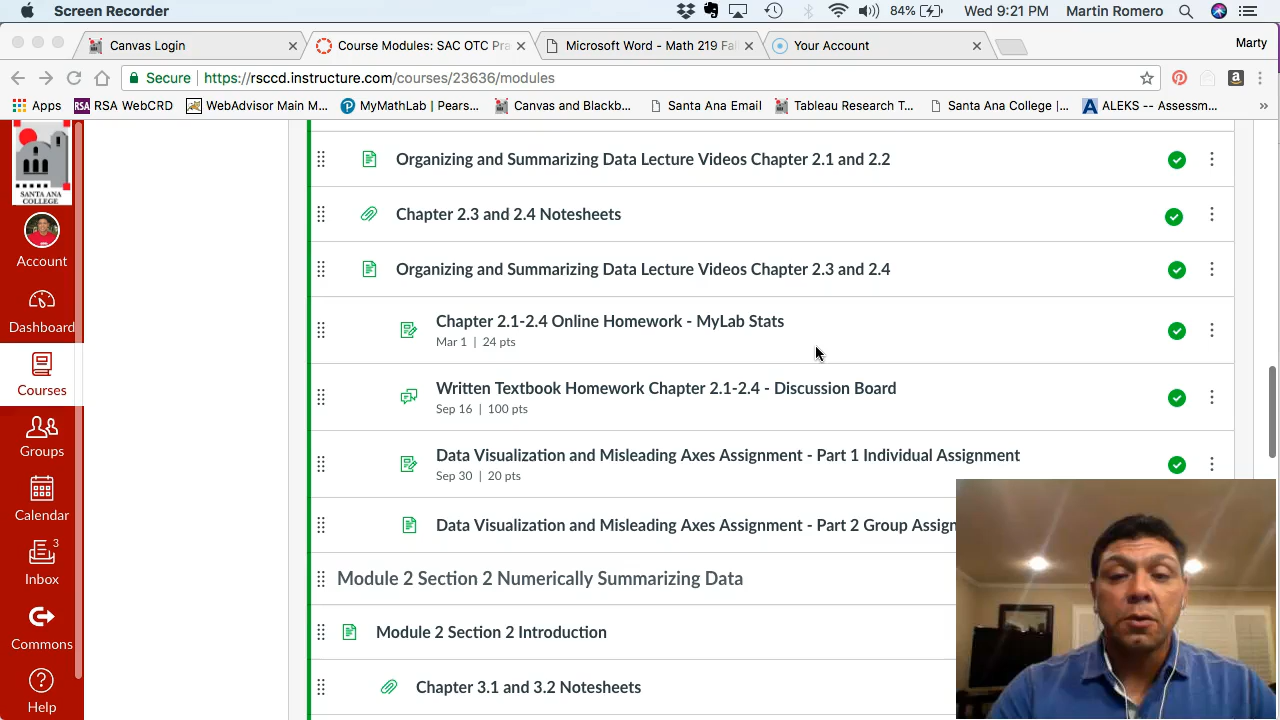 Screen Recorder
84%
Wed 9:21 PM
Martin Romero
Canvas Login
Course Modules: SAC OTC Pra
Microsoft Word - Math 219 Fal
Your Account
Marty
Secure
https://rsccd.instructure.com/courses/23636/modules
Apps
RSA WebCRD
WebAdvisor Main M...
MyMathLab | Pers...
Canvas and Blackb...
Santa Ana Email
Tableau Research T...
Santa Ana College |...
ALEKS -- Assessm...
»
SANTA ANA
COLLEGE
Account
Dashboard
Courses
Groups
Calendar
3
Inbox
Commons
Help
Organizing and Summarizing Data Lecture Videos Chapter 2.1 and 2.2
Chapter 2.3 and 2.4 Notesheets
Organizing and Summarizing Data Lecture Videos Chapter 2.3 and 2.4
Chapter 2.1-2.4 Online Homework - MyLab Stats
Mar 1 | 24 pts
Written Textbook Homework Chapter 2.1-2.4 - Discussion Board
Sep 16 | 100 pts
Data Visualization and Misleading Axes Assignment - Part 1 Individual Assignment
Sep 30 | 20 pts
Data Visualization and Misleading Axes Assignment - Part 2 Group Assign
Module 2 Section 2 Numerically Summarizing Data
Module 2 Section 2 Introduction
Chapter 3.1 and 3.2 Notesheets